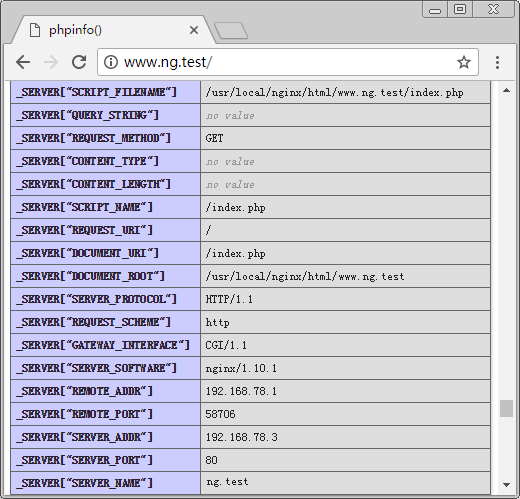 phpinfo()
www.ng.test/
_SERVER["SCRIPT_FILENAME"] /usr/local/nginx/html/www.ng.test/index.php
_SERVER["QUERY_STRING"] no value
_SERVER["REQUEST_METHOD"] GET
_SERVER["CONTENT_TYPE"] no value
_SERVER["CONTENT_LENGTH"] no value
_SERVER["SCRIPT_NAME"] /index.php
_SERVER["REQUEST_URI"] /
_SERVER["DOCUMENT_URI"] /index.php
_SERVER["DOCUMENT_ROOT"] /usr/local/nginx/html/www.ng.test
_SERVER["SERVER_PROTOCOL"] HTTP/1.1
_SERVER["REQUEST_SCHEME"] http
_SERVER["GATEWAY_INTERFACE"] CGI/1.1
_SERVER["SERVER_SOFTWARE"] nginx/1.10.1
_SERVER["REMOTE_ADDR"] 192.168.78.1
_SERVER["REMOTE_PORT"] 58706
_SERVER["SERVER_ADDR"] 192.168.78.3
_SERVER["SERVER_PORT"] 80
_SERVER["SERVER_NAME"] ng.test